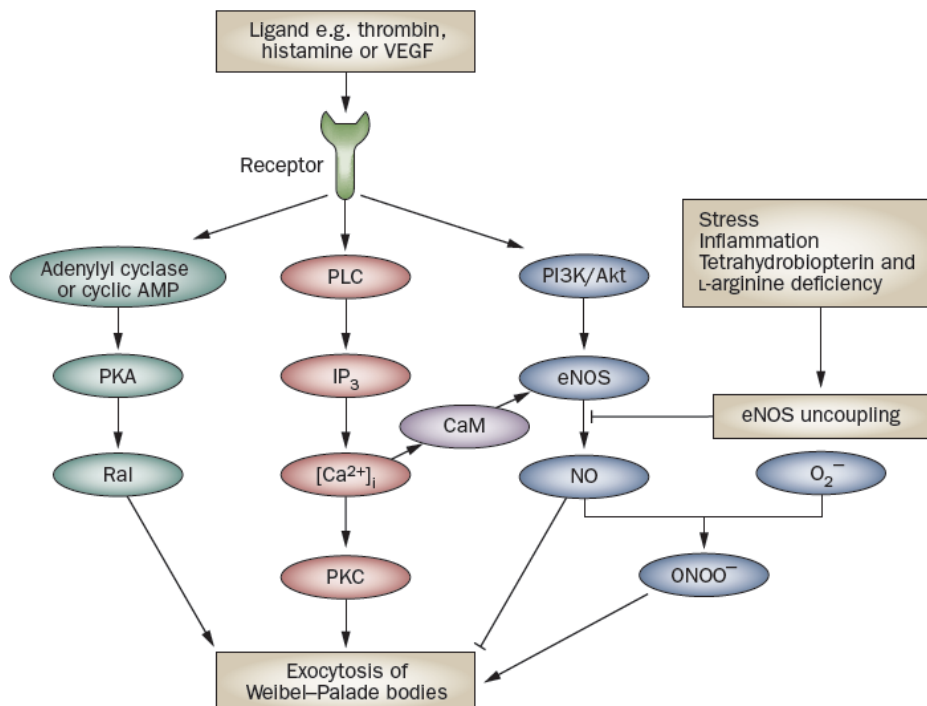 Ligand e.g. thrombin,
histamine or VEGF
Receptor
Stress
Inflammation
Tetrahydrobiopterin and
L-arginine deficiency
Adenylyl cyclase
or cyclic AMP
PLC
PI3K/Akt
PKA
IP₃
eNOS
CaM
eNOS uncoupling
Ral
[Ca²⁺]ᵢ
NO
O₂⁻
PKC
ONOO⁻
Exocytosis of
Weibel–Palade bodies